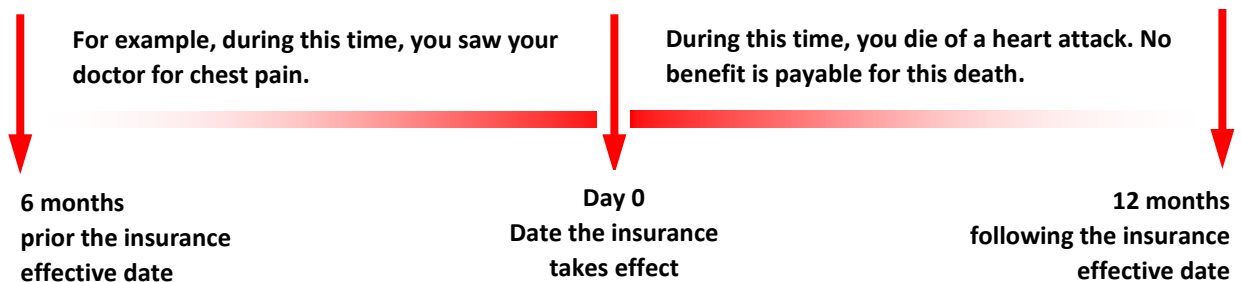 For example, during this time, you saw your
doctor for chest pain.
During this time, you die of a heart attack. No
benefit is payable for this death.
6 months
prior the insurance
effective date
Day 0
Date the insurance
takes effect
12 months
following the insurance
effective date